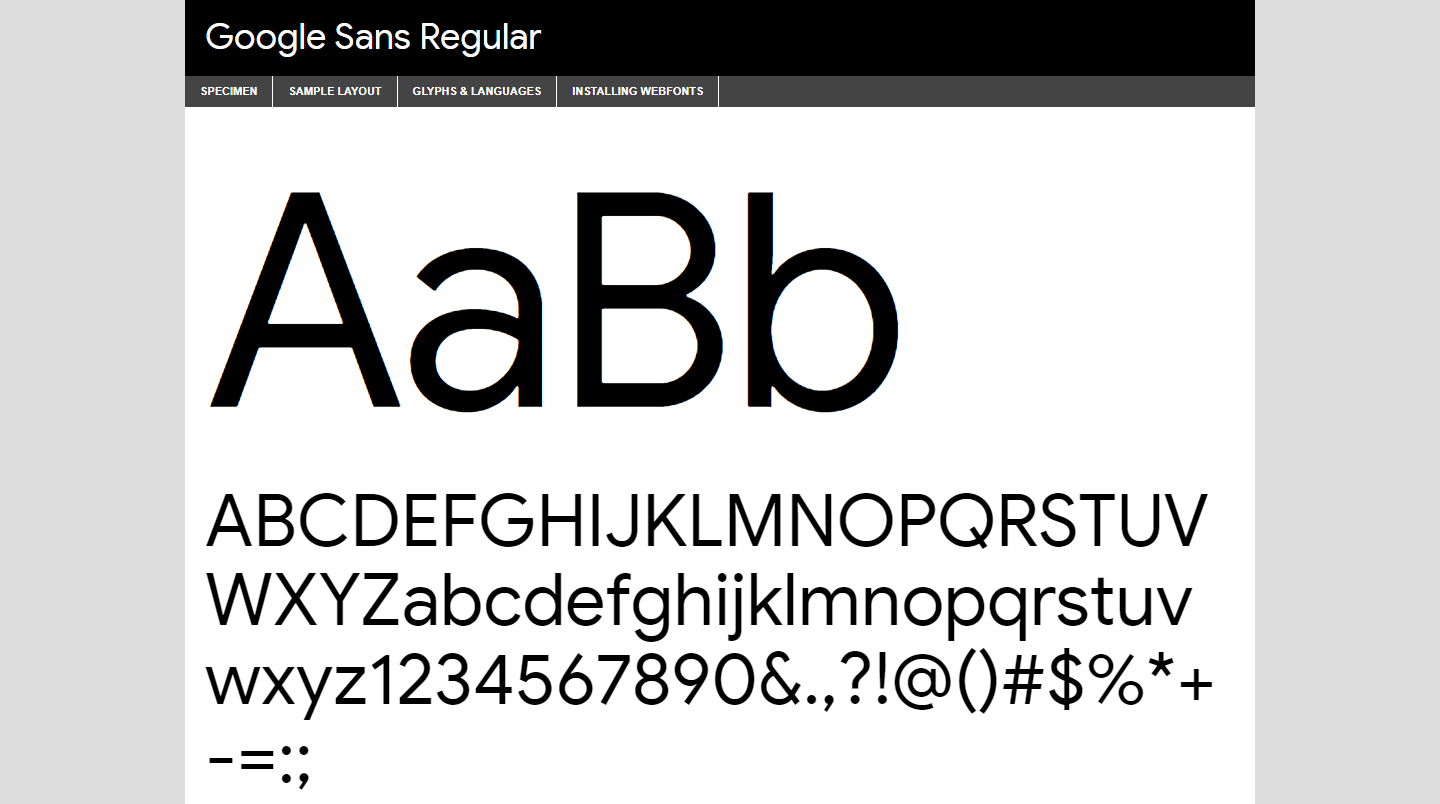 Google Sans Regular
SPECIMEN SAMPLE LAYOUT GLYPHS & LANGUAGES INSTALLING WEBFONTS
AaBb
ABCDEFGHIJKLMNOPQRSTUV
WXYZabcdefghijklmnopqrstuv
wxyz1234567890&.,?!@()#$%*+
-=:;